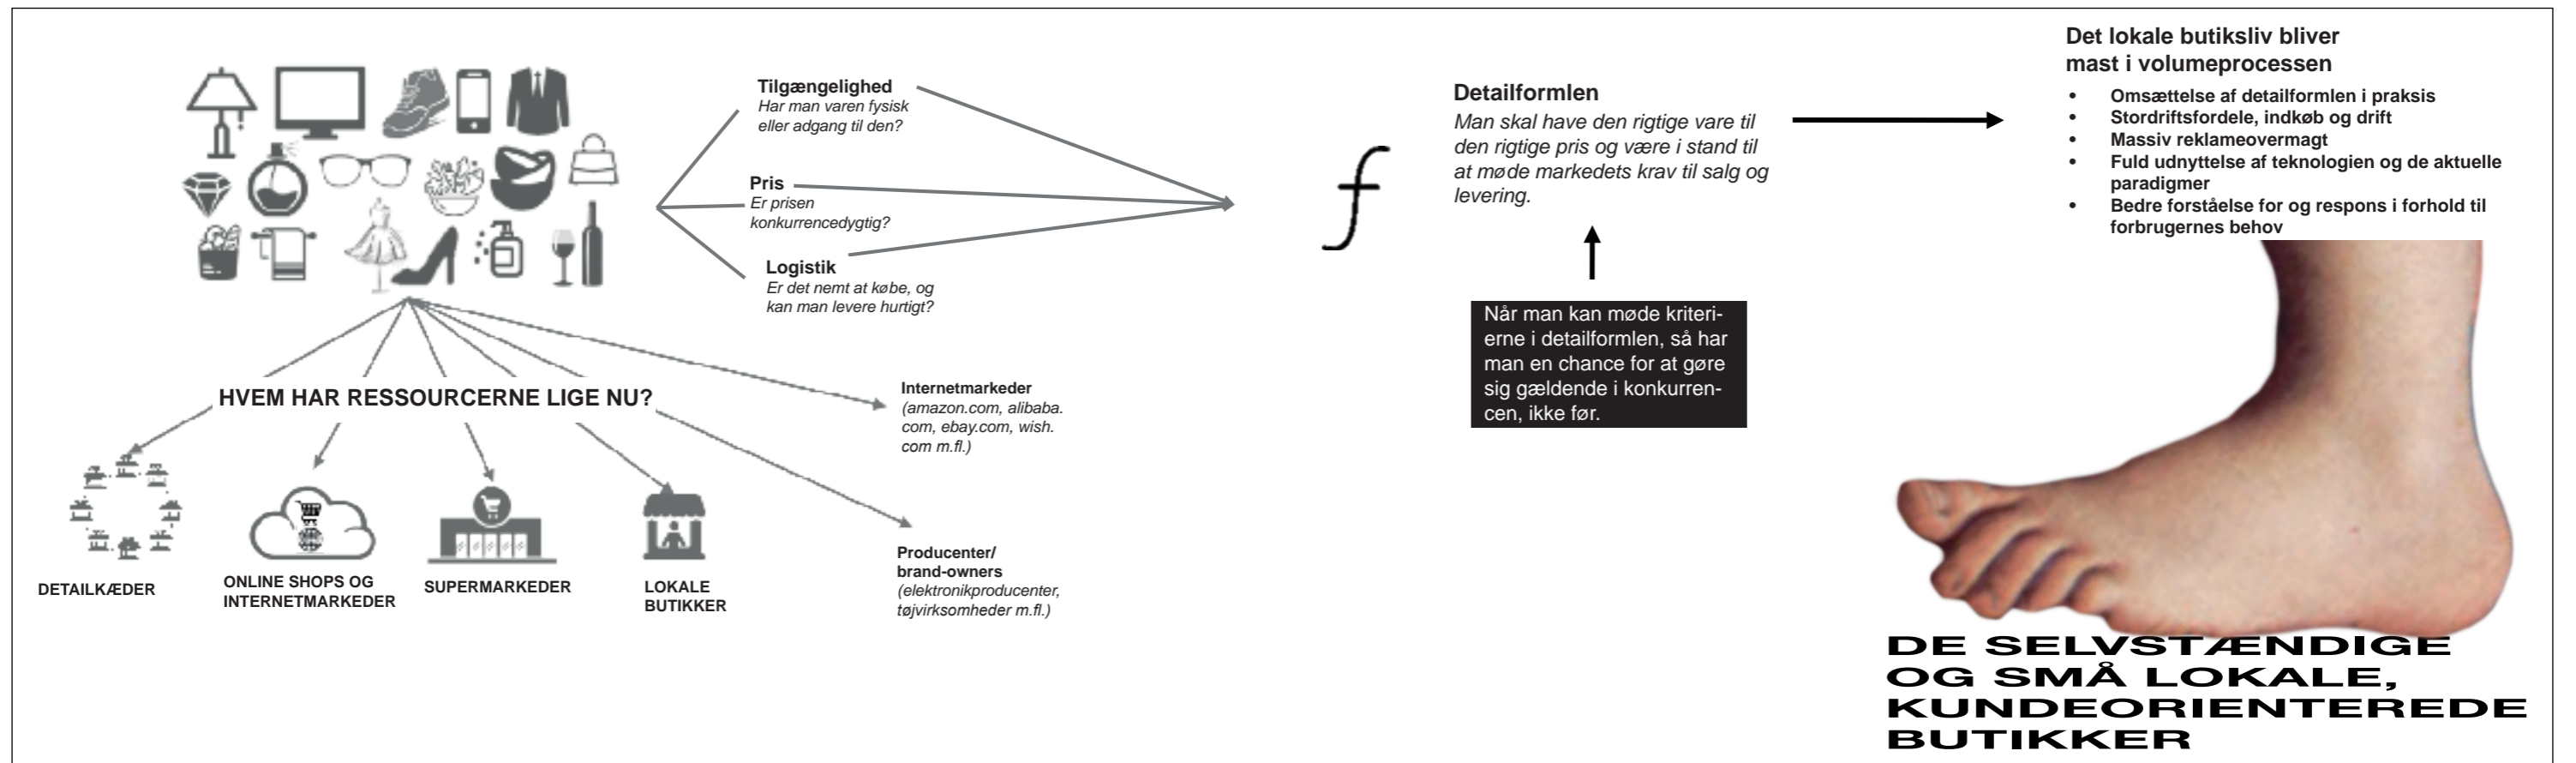 Tilgængelighed
Har man varen fysisk
eller adgang til den?
Pris
Er prisen
konkurrencedygtig?
Logistik
Er det nemt at købe, og
kan man levere hurtigt?
HVEM HAR RESSOURCERNE LIGE NU?
DETAILKÆDER
ONLINE SHOPS OG
INTERNETMARKEDER
SUPERMARKEDER
LOKALE
BUTIKKER
Internetmarkeder
(amazon.com, alibaba.
com, ebay.com, wish.
com m.fl.)
Producenter/
brand-owners
(elektronikproducenter,
tøjvirksomheder m.fl.)
f
Detailformlen
Man skal have den rigtige vare til
den rigtige pris og være i stand til
at møde markedets krav til salg og
levering.
Når man kan møde kriteri-
erne i detailformlen, så har
man en chance for at gøre
sig gældende i konkurren-
cen, ikke før.
Det lokale butiksliv bliver
mast i volumeprocessen
• Omsættelse af detailformlen i praksis
• Stordriftsfordele, indkøb og drift
• Massiv reklameovermagt
• Fuld udnyttelse af teknologien og de aktuelle
paradigmer
• Bedre forståelse for og respons i forhold til
forbrugernes behov
DE SELVSTÆNDIGE
OG SMÅ LOKALE,
KUNDEORIENTEREDE
BUTIKKER